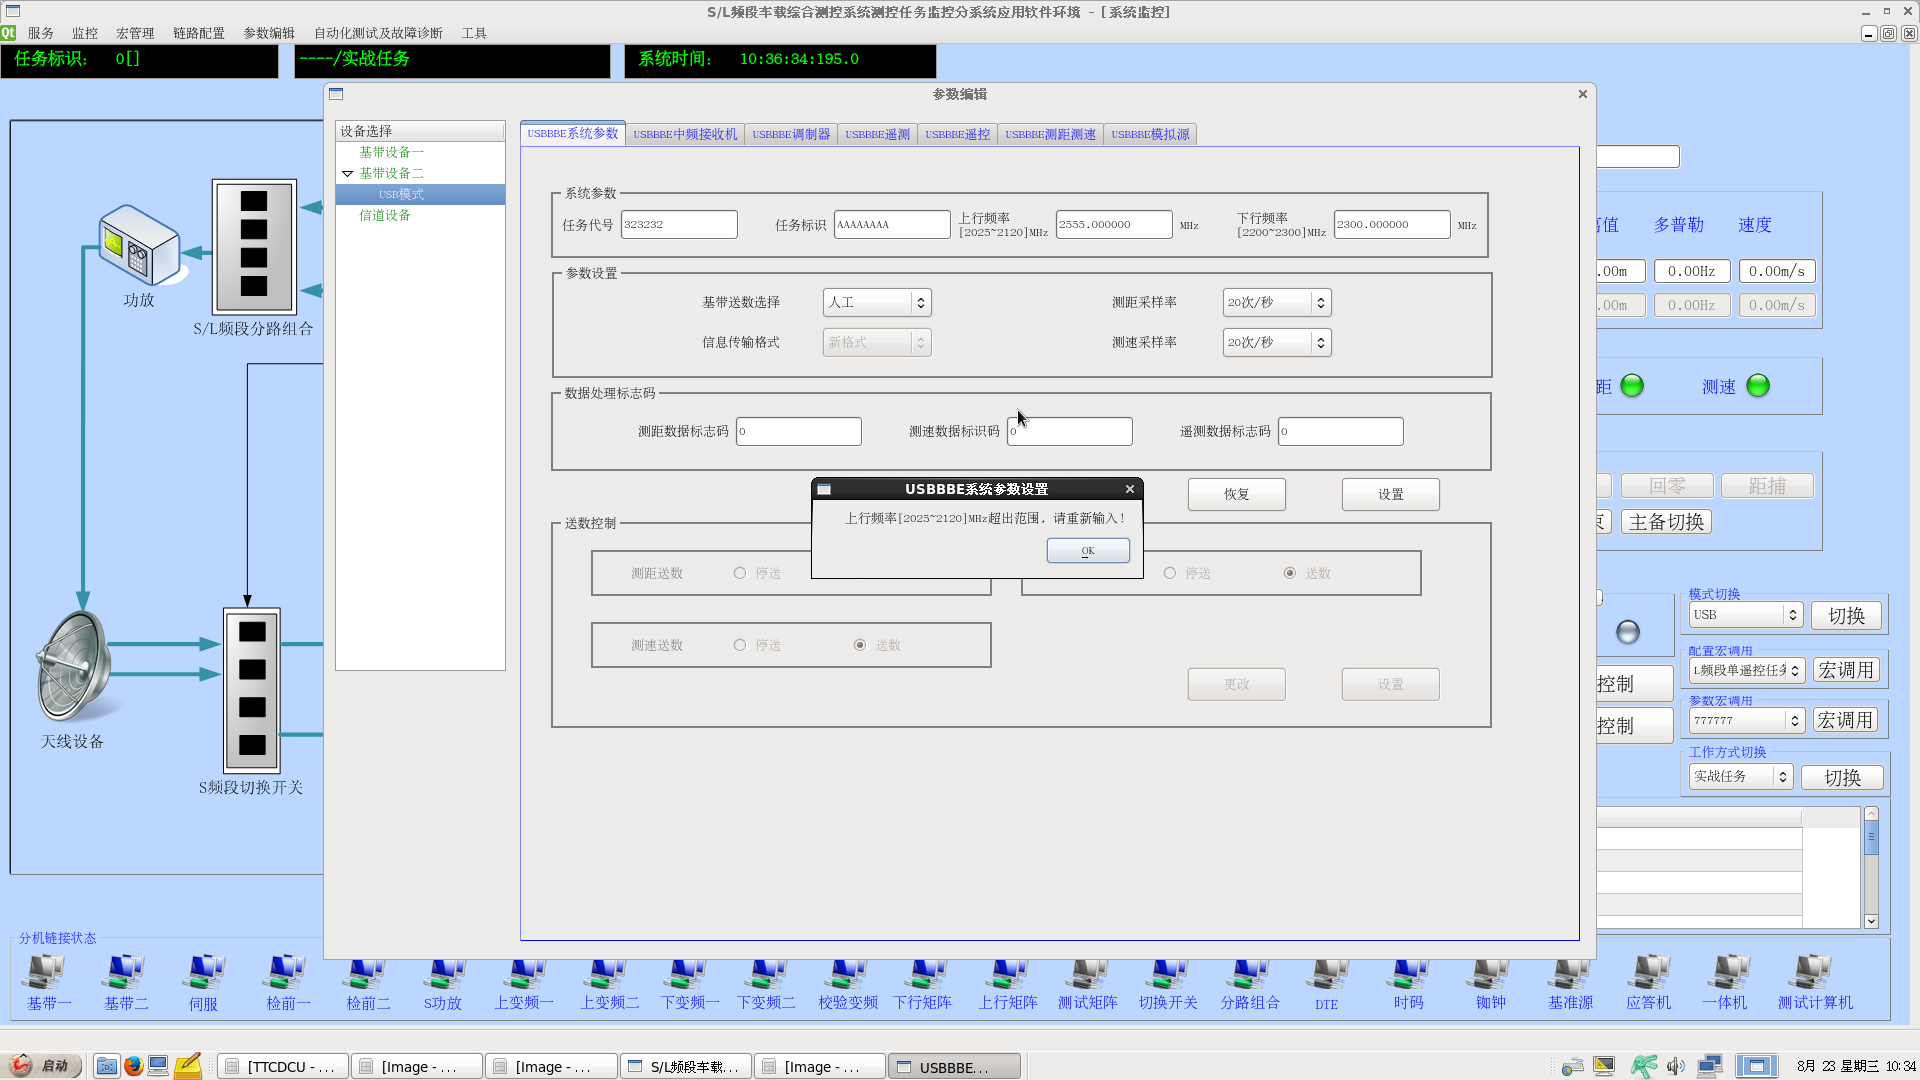 S/L频段车载综合测控系统测控任务监控分系统应用软件环境 - [系统监控]
服务 监控 宏管理 链路配置 参数编辑 自动化测试及故障诊断 工具
任务标识: 0[]
----/实战任务
系统时间: 10:36:34:195.0
参数编辑
设备选择
基带设备一
基带设备二
USB模式
信道设备
USBBBE系统参数 USBBBE中频接收机 USBBBE调制器 USBBBE遥测 USBBBE遥控 USBBBE测距测速 USBBBE模拟源
系统参数
任务代号 323232
任务标识 AAAAAAAA
上行频率 [2025~2120]MHz 2555.000000 MHz
下行频率 [2200~2300]MHz 2300.000000 MHz
参数设置
基带送数选择 人工
测距采样率 20次/秒
信息传输格式 新格式
测速采样率 20次/秒
数据处理标志码
测距数据标志码 0
测速数据标识码 0
遥测数据标志码 0
恢复 设置
USBBBE系统参数设置
上行频率[2025~2120]MHz超出范围，请重新输入!
OK
送数控制
测距送数 停送
停送 送数
测速送数 停送 送数
更改 设置
功放
S/L频段分路组合
天线设备
S频段切换开关
值 多普勒 速度
.00m 0.00Hz 0.00m/s
.00m 0.00Hz 0.00m/s
距 测速
回零 距捕
主备切换
模式切换
USB 切换
配置宏调用
L频段单遥控任务 宏调用
控制
参数宏调用
777777 宏调用
控制
工作方式切换
实战任务 切换
分机链接状态
基带一 基带二 伺服 检前一 检前二 S功放 上变频一 上变频二 下变频一 下变频二 校验变频 下行矩阵 上行矩阵 测试矩阵 切换开关 分路组合 DTE 时码 铷钟 基准源 应答机 一体机 测试计算机
启动
[TTCDCU - ... [Image - ... [Image - ... S/L频段车载... [Image - ... USBBBE...
8月 23 星期三 10:34